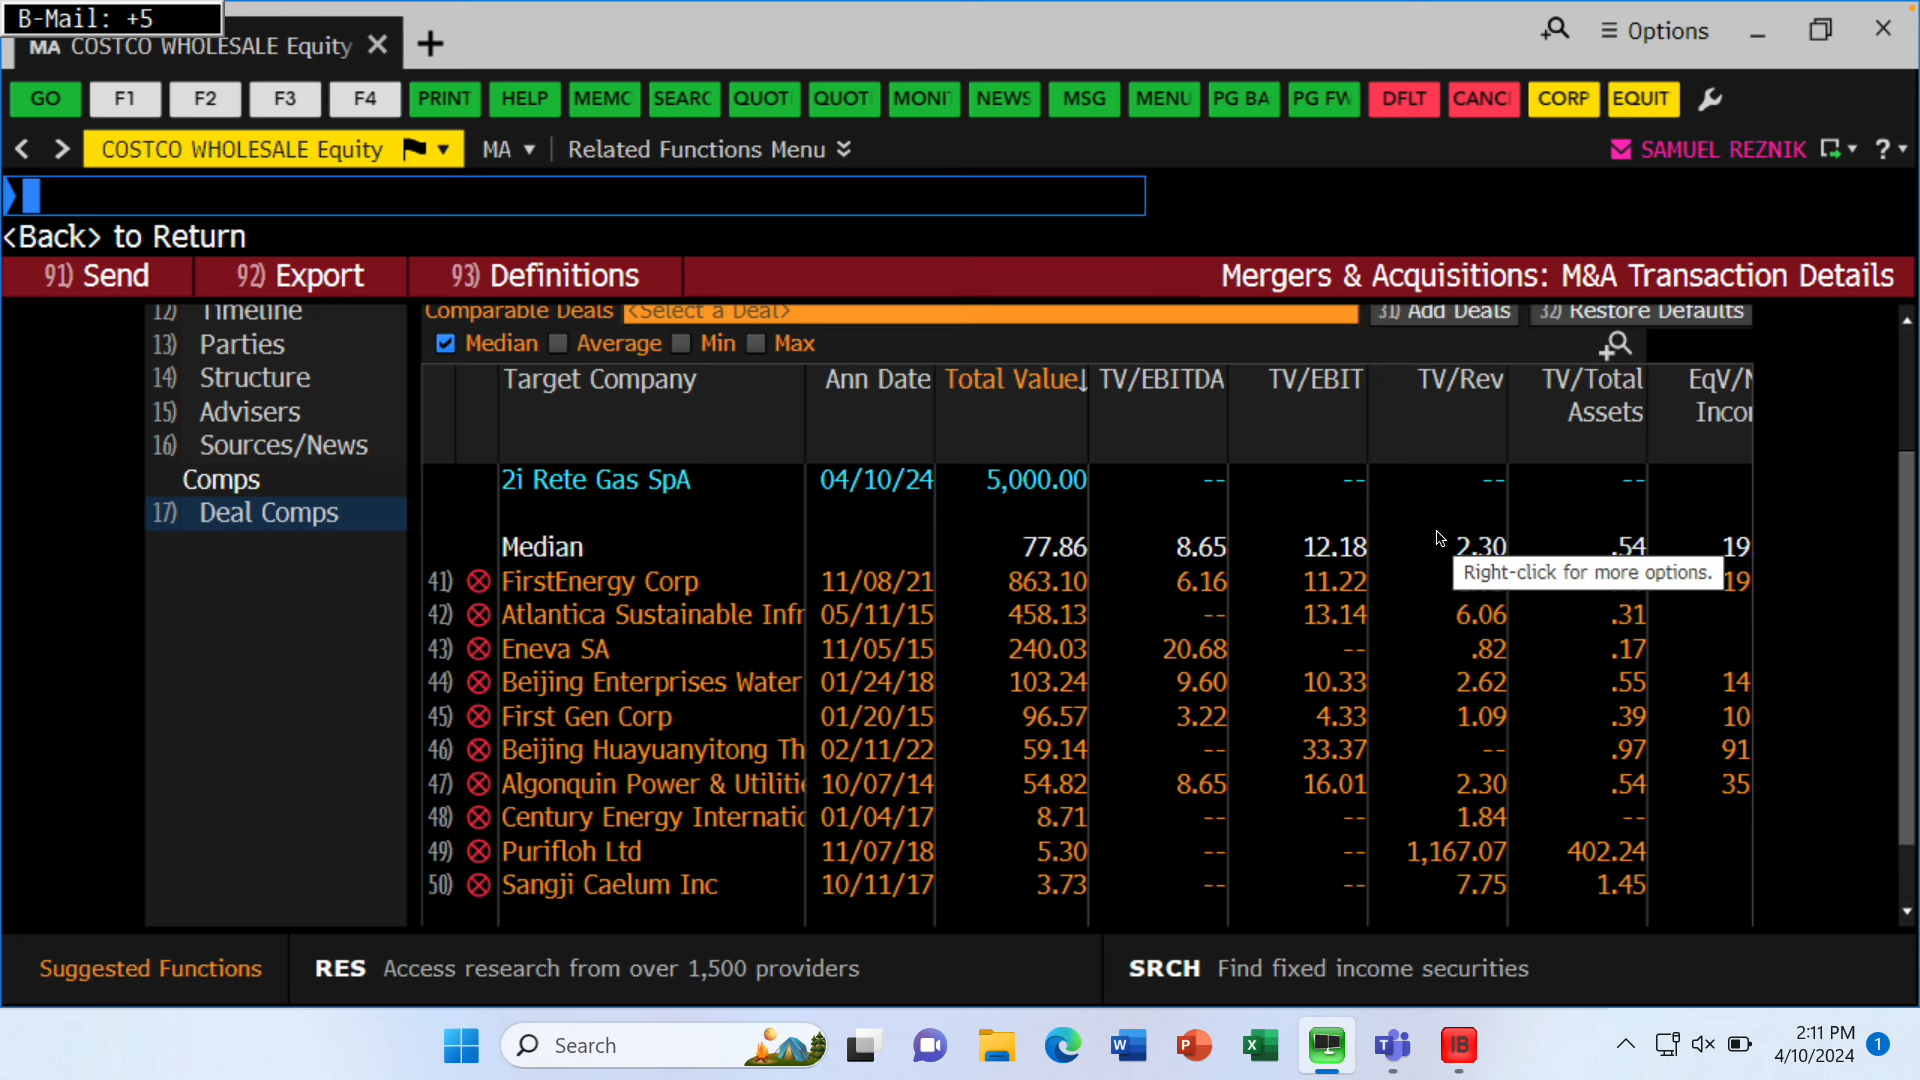 B-Mail: +5
MA COSTCO WHOLESALE Equity
Options
GO F1 F2 F3 F4 PRINT HELP MEMC SEARC QUOT QUOT MONI NEWS MSG MENU PG BA PG FW DFLT CANC CORP EQUIT
COSTCO WHOLESALE Equity MA Related Functions Menu SAMUEL REZNIK ?
<Back> to Return
91) Send 92) Export 93) Definitions Mergers & Acquisitions: M&A Transaction Details
12) Timeline
13) Parties
14) Structure
15) Advisers
16) Sources/News
Comps
17) Deal Comps
Comparable Deals <Select a Deal> 31) Add Deals 32) Restore Defaults
Median Average Min Max
Target Company Ann Date Total Value↓ TV/EBITDA TV/EBIT TV/Rev TV/Total Assets EqV/N Incor
2i Rete Gas SpA 04/10/24 5,000.00 -- -- -- --
Median 77.86 8.65 12.18 2.30 .54 19
Right-click for more options.
41) FirstEnergy Corp 11/08/21 863.10 6.16 11.22 19
42) Atlantica Sustainable Infr 05/11/15 458.13 -- 13.14 6.06 .31
43) Eneva SA 11/05/15 240.03 20.68 -- .82 .17
44) Beijing Enterprises Water 01/24/18 103.24 9.60 10.33 2.62 .55 14
45) First Gen Corp 01/20/15 96.57 3.22 4.33 1.09 .39 10
46) Beijing Huayuanyitong Th 02/11/22 59.14 -- 33.37 -- .97 91
47) Algonquin Power & Utiliti 10/07/14 54.82 8.65 16.01 2.30 .54 35
48) Century Energy Internatic 01/04/17 8.71 -- -- 1.84 --
49) Purifloh Ltd 11/07/18 5.30 -- -- 1,167.07 402.24
50) Sangji Caelum Inc 10/11/17 3.73 -- -- 7.75 1.45
Suggested Functions RES Access research from over 1,500 providers SRCH Find fixed income securities
Search
W P X IB
2:11 PM
4/10/2024
1